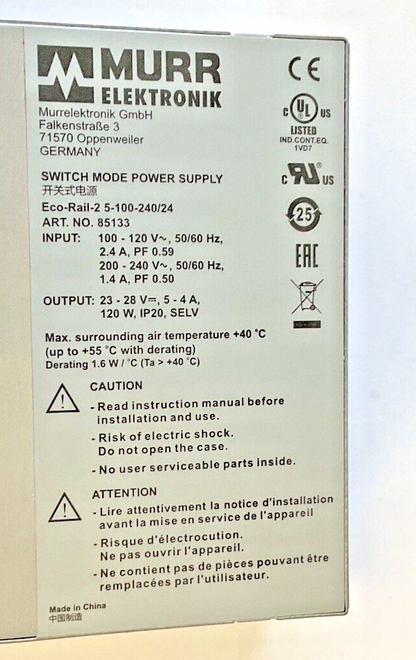 MURR
ELEKTRONIK
Murrelektronik GmbH
Falkenstraße 3
71570 Oppenweiler
GERMANY
CE
C UL US
LISTED
IND.CONT.EQ.
1VD7
SWITCH MODE POWER SUPPLY
开关式电源
C US
Eco-Rail-2 5-100-240/24
ART. NO. 85133
25
INPUT: 100 - 120 V~, 50/60 Hz,
2.4 A, PF 0.59
200 - 240 V~, 50/60 Hz,
1.4 A, PF 0.50
EAC
OUTPUT: 23 - 28 V⎓, 5 - 4 A,
120 W, IP20, SELV
Max. surrounding air temperature +40 °C
(up to +55 °C with derating)
Derating 1.6 W / °C (Ta > +40 °C)
CAUTION
- Read instruction manual before
installation and use.
- Risk of electric shock.
Do not open the case.
- No user serviceable parts inside.
ATTENTION
- Lire attentivement la notice d'installation
avant la mise en service de l'appareil
- Risque d'électrocution.
Ne pas ouvrir l'appareil.
- Ne contient pas de pièces pouvant être
remplacées par l'utilisateur.
Made in China
中国制造